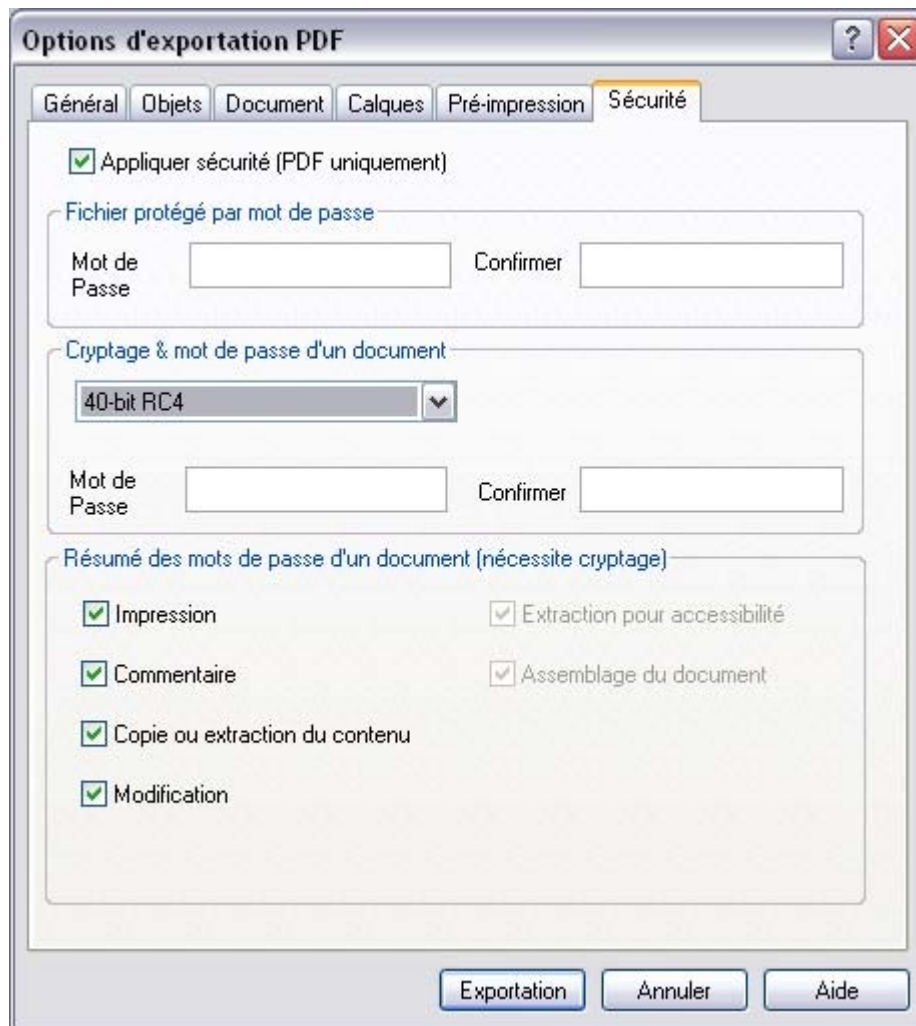 Options d'exportation PDF
Général Objets Document Calques Pré-impression Sécurité
Appliquer sécurité (PDF uniquement)
Fichier protégé par mot de passe
Mot de Passe Confirmer
Cryptage & mot de passe d'un document
40-bit RC4
Mot de Passe Confirmer
Résumé des mots de passe d'un document (nécessite cryptage)
Impression Extraction pour accessibilité
Commentaire Assemblage du document
Copie ou extraction du contenu
Modification
Exportation Annuler Aide